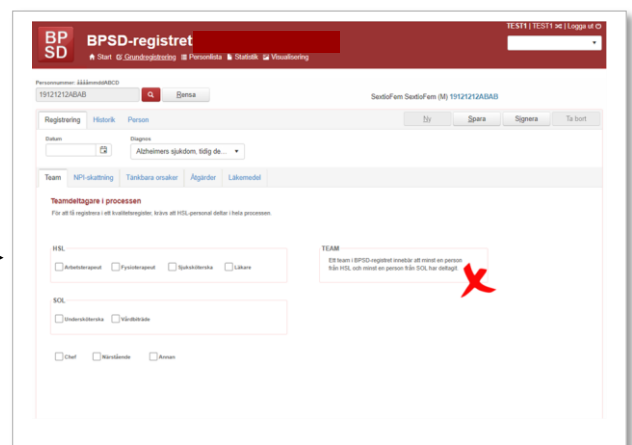 TEST1 | TEST1 | Logga ut
BP
SD
BPSD-registret
Start Grundregistrering Personlista Statistik Visualisering
Personnummer: ååååmmddABCD
19121212ABAB Rensa SextioFem SextioFem (M) 19121212ABAB
Registrering Historik Person Ny Spara Signera Ta bort
Datum Diagnos
Alzheimers sjukdom, tidig de...
Team NPI-skattning Tänkbara orsaker Åtgärder Läkemedel
Teamdeltagare i processen
För att få registrera i ett kvalitetsregister, krävs att HSL-personal deltar i hela processen.
HSL
Arbetsterapeut Fysioterapeut Sjuksköterska Läkare
TEAM
Ett team i BPSD-registret innebär att minst en person
från HSL och minst en person från SOL har deltagit.
SOL
Undersköterska Vårdbiträde
Chef Närstående Annan